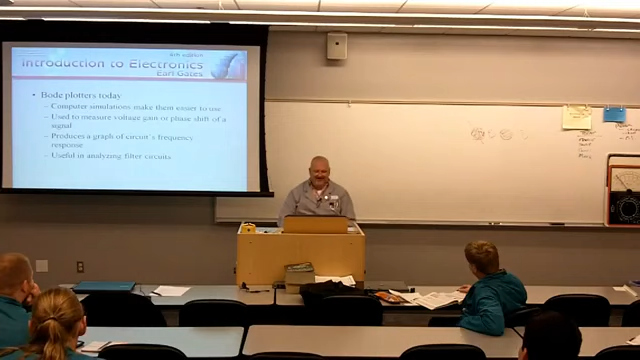 4th edition
Introduction to Electronics
Earl Gates
• Bode plotters today
– Computer simulations make them easier to use
– Used to measure voltage gain or phase shift of a
signal
– Produces a graph of circuit's frequency
response
– Useful in analyzing filter circuits